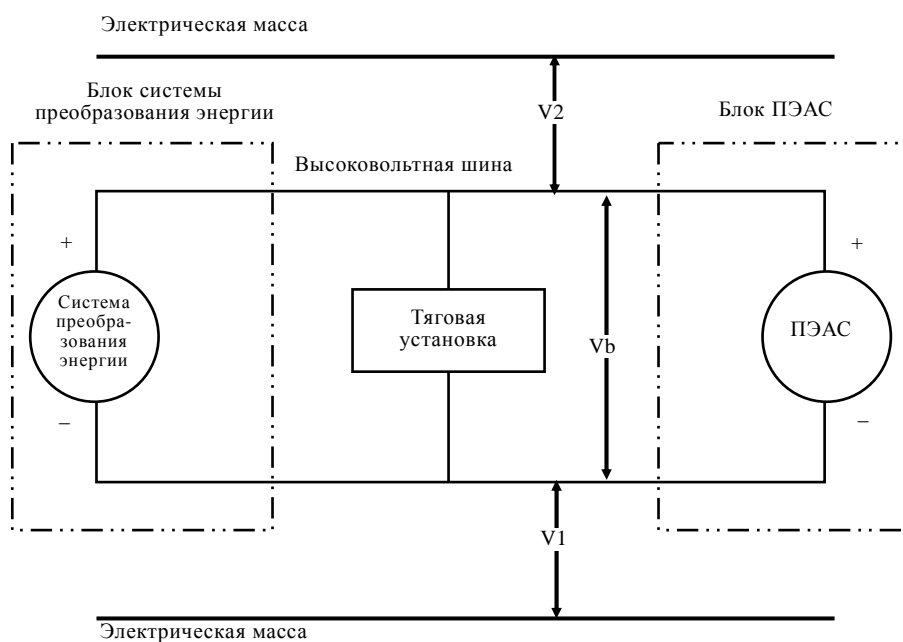 Электрическая масса
Блок системы
преобразования энергии
V2
Блок ПЭАС
Высоковольтная шина
+
+
Система
преобра-
зования
энергии
Тяговая
установка
Vb
ПЭАС
–
–
V1
Электрическая масса